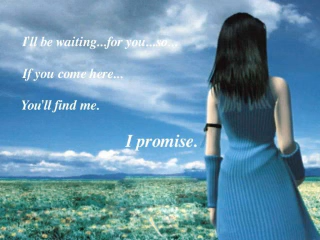 I'll be waiting...for you...so
If you come here...
You'll find me.
I promise.